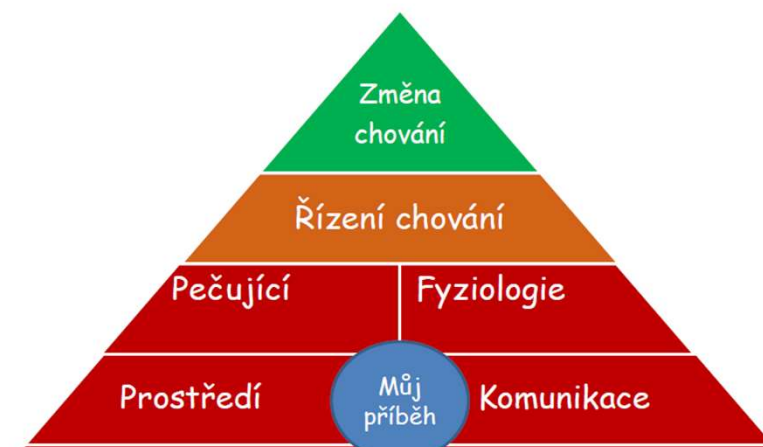 Změna
chování
Řízení chování
Pečující
Fyziologie
Prostředí
Můj
příběh
Komunikace